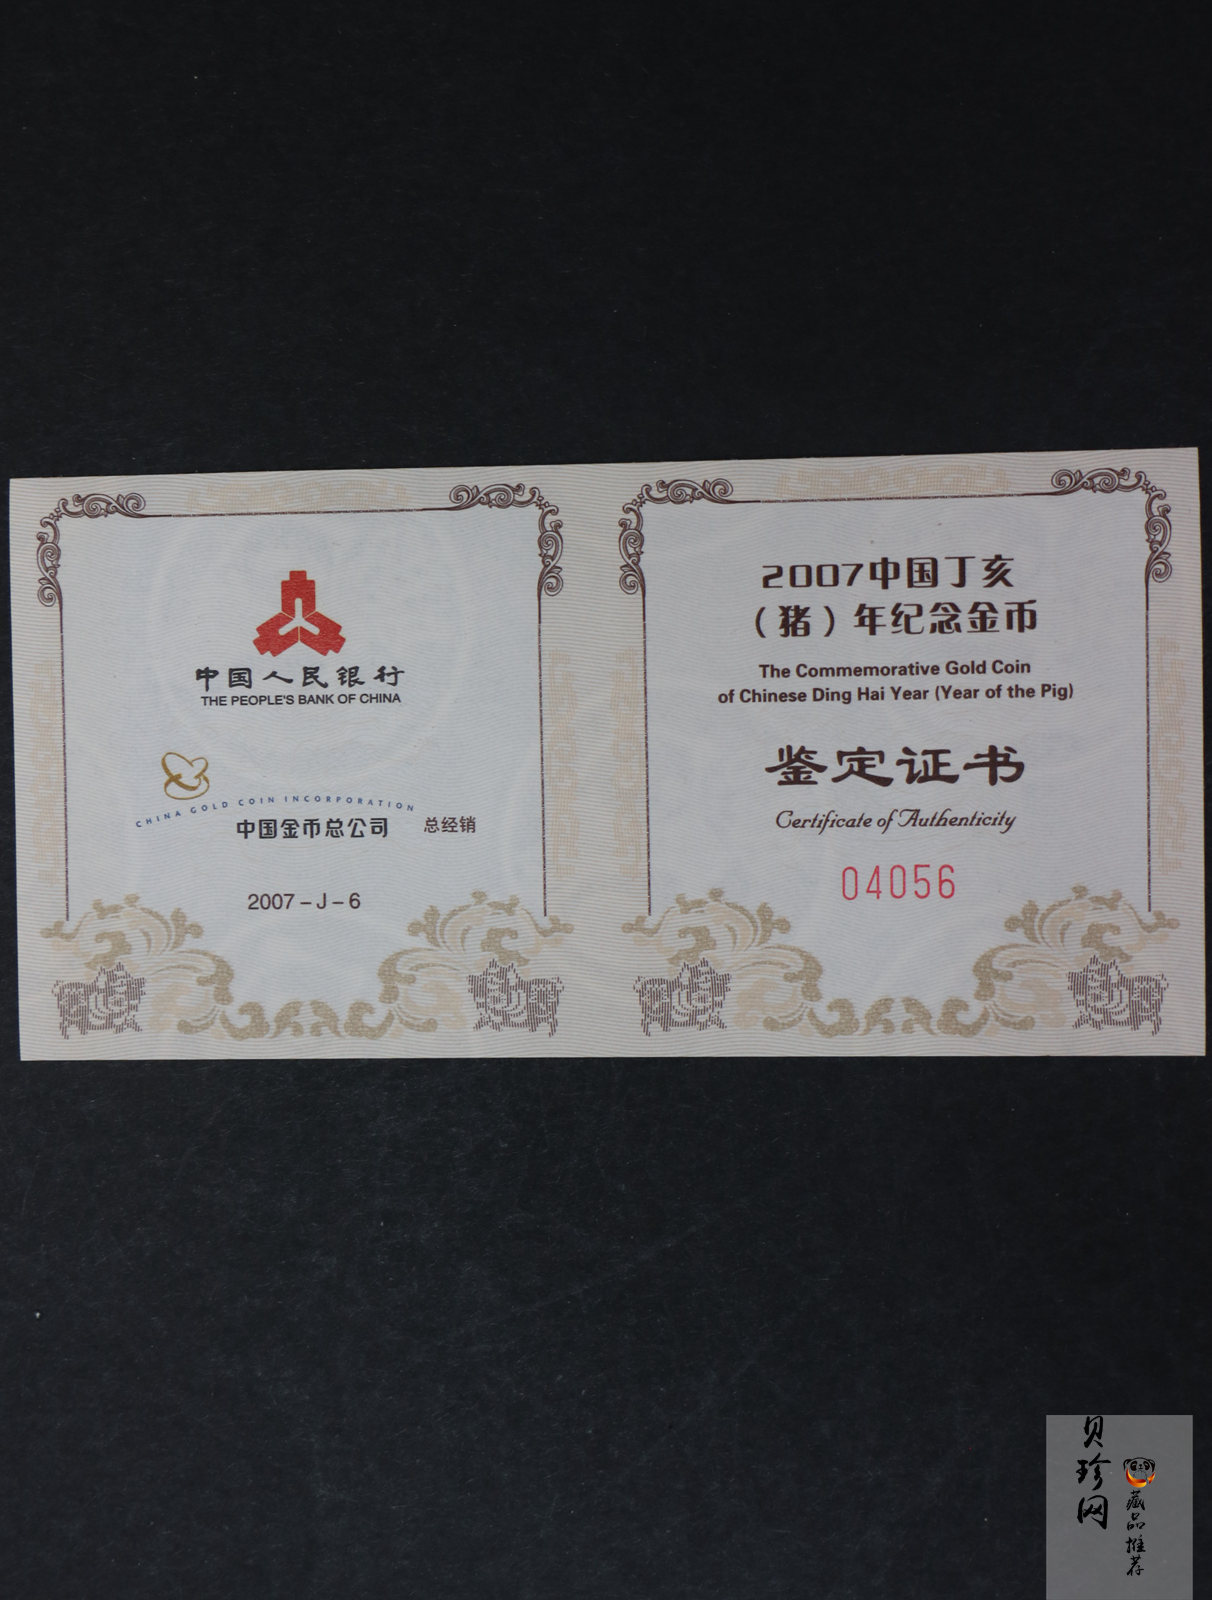 中国人民银行
THE PEOPLE'S BANK OF CHINA
CHINA GOLD COIN INCORPORATION
中国金币总公司 总经销
2007-J-6
2007中国丁亥
（猪）年纪念金币
The Commemorative Gold Coin
of Chinese Ding Hai Year (Year of the Pig)
鉴定证书
Certificate of Authenticity
04056
贝珍网
藏品推荐